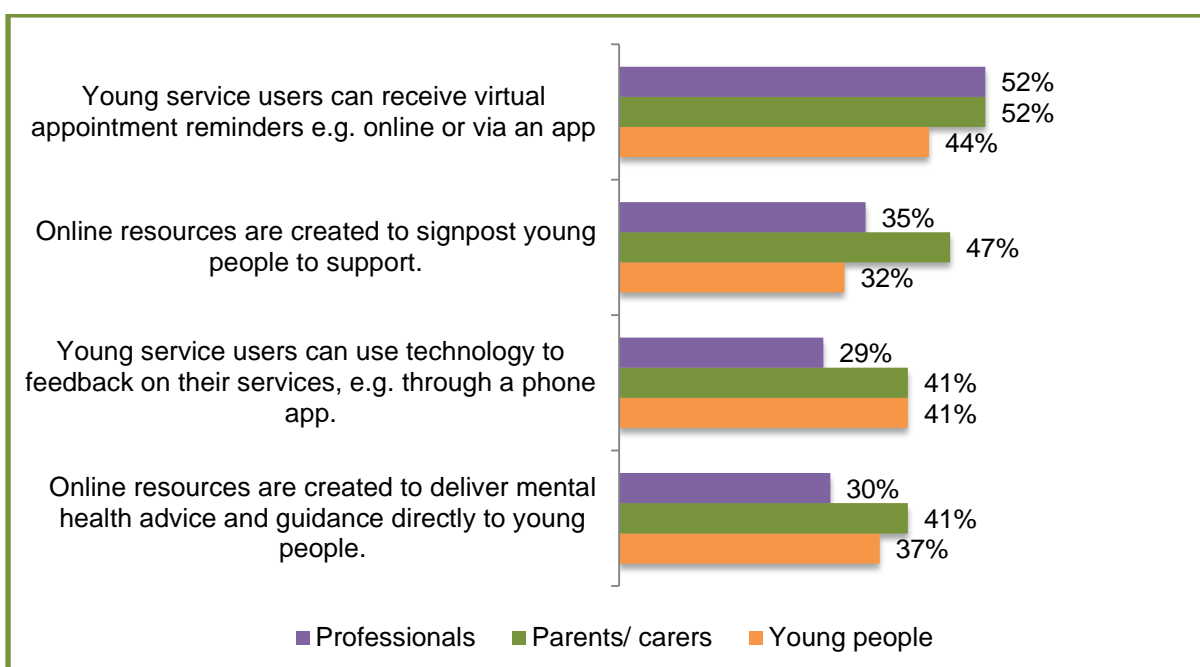 Young service users can receive virtual
appointment reminders e.g. online or via an app
52%
52%
44%
Online resources are created to signpost young
people to support.
35%
47%
32%
Young service users can use technology to
feedback on their services, e.g. through a phone
app.
29%
41%
41%
Online resources are created to deliver mental
health advice and guidance directly to young
people.
30%
41%
37%
Professionals Parents/ carers Young people